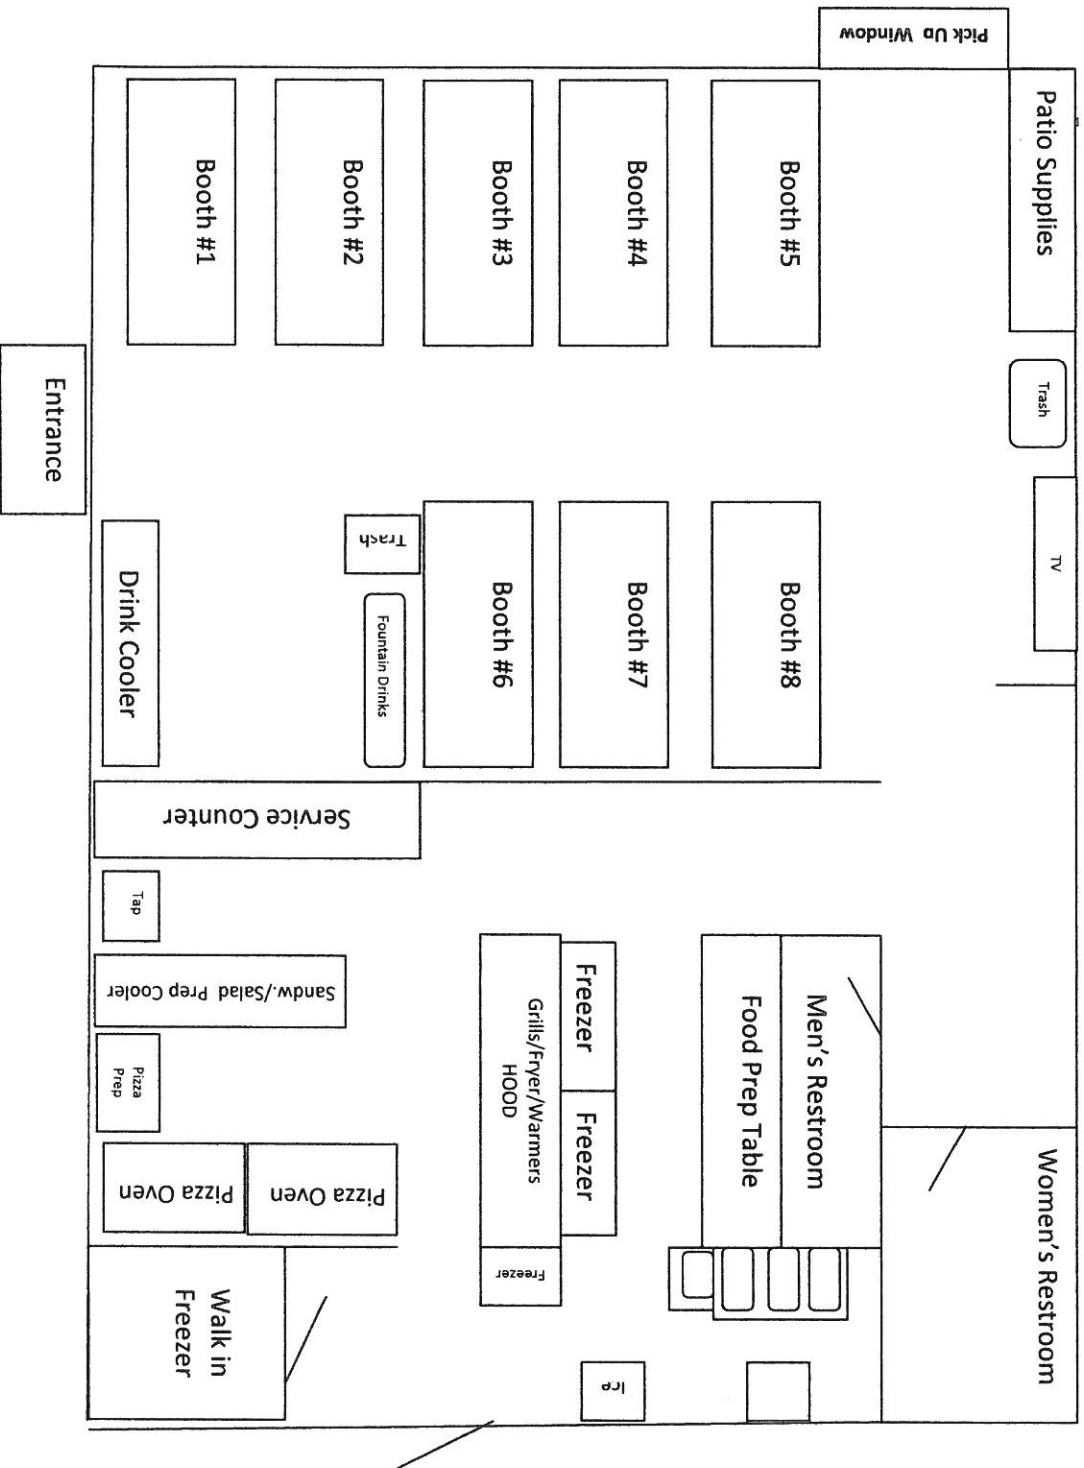 Pick Up Window
Patio Supplies
Booth #1
Booth #2
Booth #3
Booth #4
Booth #5
Trash
Entrance
TV
Drink Cooler
Trash
Fountain Drinks
Booth #6
Booth #7
Booth #8
Service Counter
Tap
Sandw./Salad Prep Cooler
Pizza
Prep
Pizza Oven
Pizza Oven
Grills/Fryer/Warmers
HOOD
Freezer
Freezer
Freezer
Food Prep Table
Men's Restroom
Women's Restroom
Walk in
Freezer
Ice